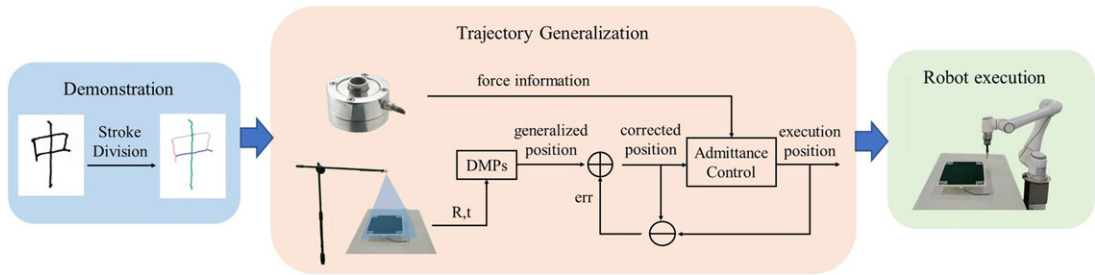 Trajectory Generalization
Demonstration
中
Stroke
Division
force information
generalized
position
corrected
position
execution
position
DMPs
Admittance
Control
err
R,t
Robot execution